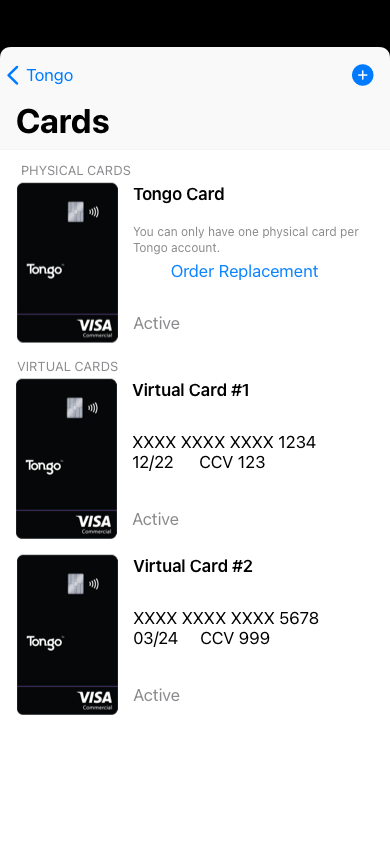 Tongo
Cards
PHYSICAL CARDS
Tongo
VISA
Commercial
Tongo Card
You can only have one physical card per
Tongo account.
Order Replacement
Active
VIRTUAL CARDS
Tongo
VISA
Commercial
Virtual Card #1
XXXX XXXX XXXX 1234
12/22 CCV 123
Active
Tongo
VISA
Commercial
Virtual Card #2
XXXX XXXX XXXX 5678
03/24 CCV 999
Active